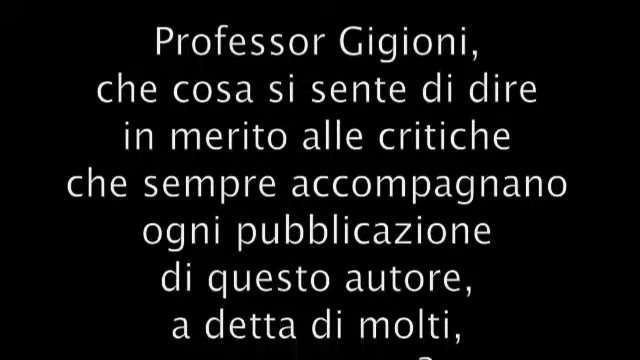 Professor Gigioni,
che cosa si sente di dire
in merito alle critiche
che sempre accompagnano
ogni pubblicazione
di questo autore,
a detta di molti,